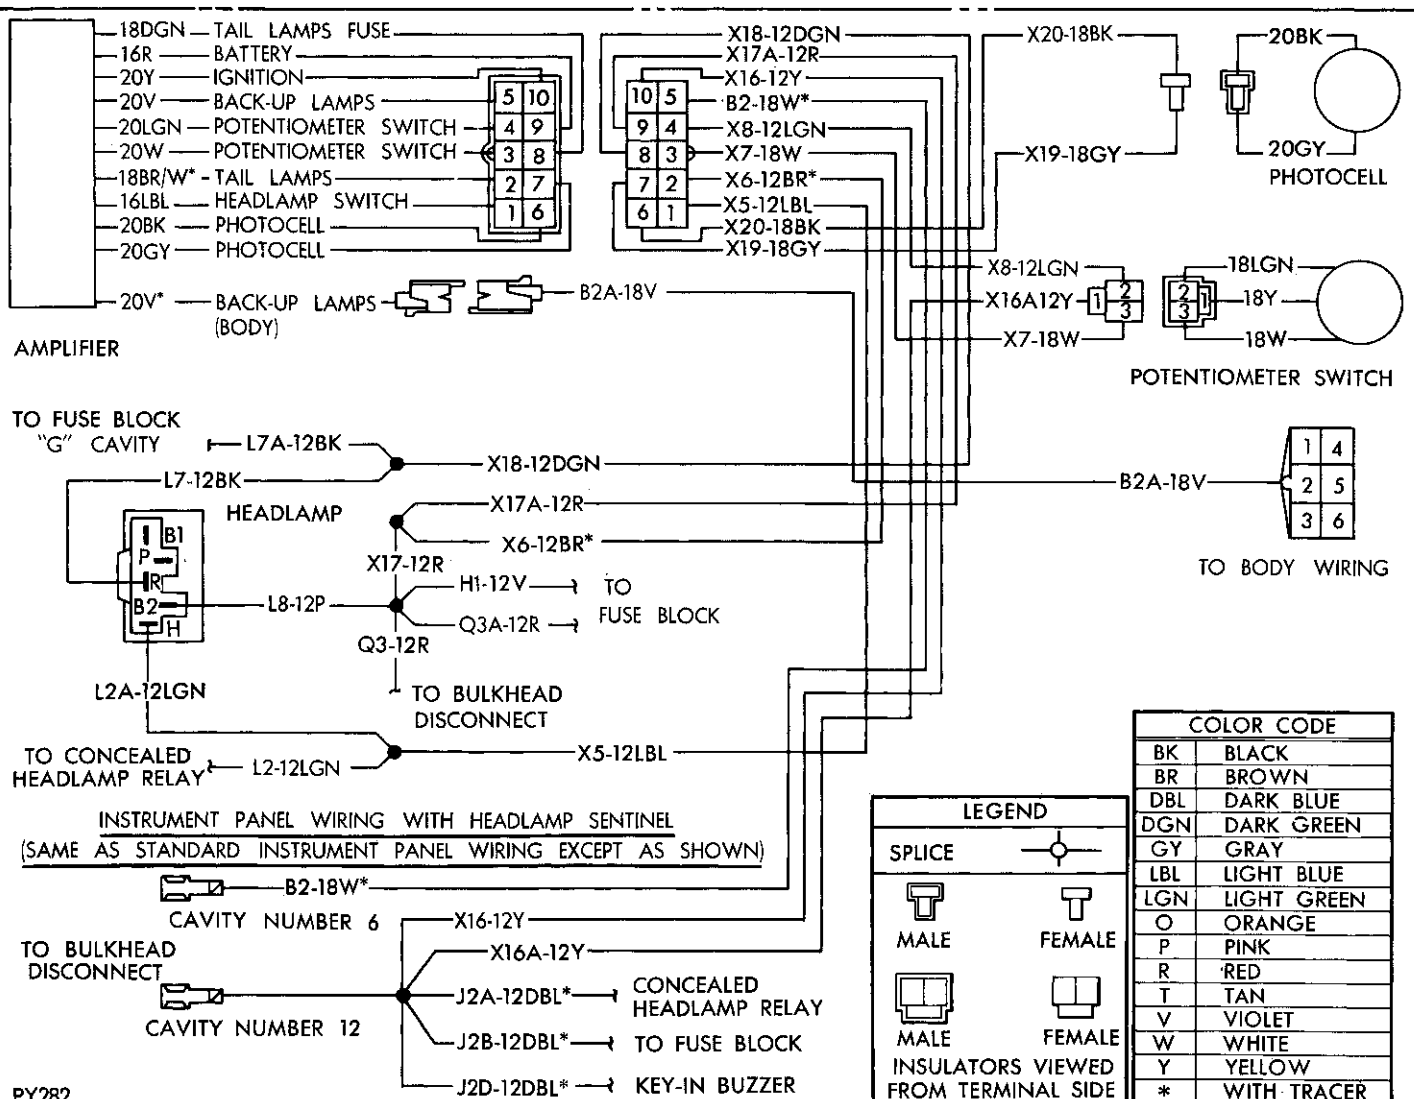 18DGN TAIL LAMPS FUSE
16R BATTERY
20Y IGNITION
20V BACK-UP LAMPS
20LGN POTENTIOMETER SWITCH
20W POTENTIOMETER SWITCH
18BR/W* TAIL LAMPS
16LBL HEADLAMP SWITCH
20BK PHOTOCELL
20GY PHOTOCELL
20V* BACK-UP LAMPS
(BODY)
AMPLIFIER
5 10
4 9
3 8
2 7
1 6
10 5
9 4
8 3
7 2
6 1
X18-12DGN
X17A-12R
X16-12Y
B2-18W*
X8-12LGN
X7-18W
X6-12BR*
X5-12LBL
X20-18BK
X19-18GY
B2A-18V
X20-18BK
X19-18GY
20BK
20GY
PHOTOCELL
X8-12LGN
X16A12Y
X7-18W
1 2
3
2 1
3
18LGN
18Y
18W
POTENTIOMETER SWITCH
TO FUSE BLOCK
"G" CAVITY
L7A-12BK
L7-12BK
X18-12DGN
B2A-18V
1 4
2 5
3 6
TO BODY WIRING
HEADLAMP
B1
P
R
B2
H
X17A-12R
X6-12BR*
X17-12R
H1-12V
TO
FUSE BLOCK
L8-12P
Q3A-12R
Q3-12R
L2A-12LGN
TO BULKHEAD
DISCONNECT
TO CONCEALED
HEADLAMP RELAY
L2-12LGN
X5-12LBL
INSTRUMENT PANEL WIRING WITH HEADLAMP SENTINEL
(SAME AS STANDARD INSTRUMENT PANEL WIRING EXCEPT AS SHOWN)
B2-18W*
CAVITY NUMBER 6
X16-12Y
TO BULKHEAD
DISCONNECT
X16A-12Y
CAVITY NUMBER 12
J2A-12DBL*
CONCEALED
HEADLAMP RELAY
J2B-12DBL*
TO FUSE BLOCK
J2D-12DBL*
KEY-IN BUZZER
PY282
LEGEND
SPLICE
MALE FEMALE
MALE FEMALE
INSULATORS VIEWED
FROM TERMINAL SIDE
COLOR CODE
BK BLACK
BR BROWN
DBL DARK BLUE
DGN DARK GREEN
GY GRAY
LBL LIGHT BLUE
LGN LIGHT GREEN
O ORANGE
P PINK
R RED
T TAN
V VIOLET
W WHITE
Y YELLOW
* WITH TRACER